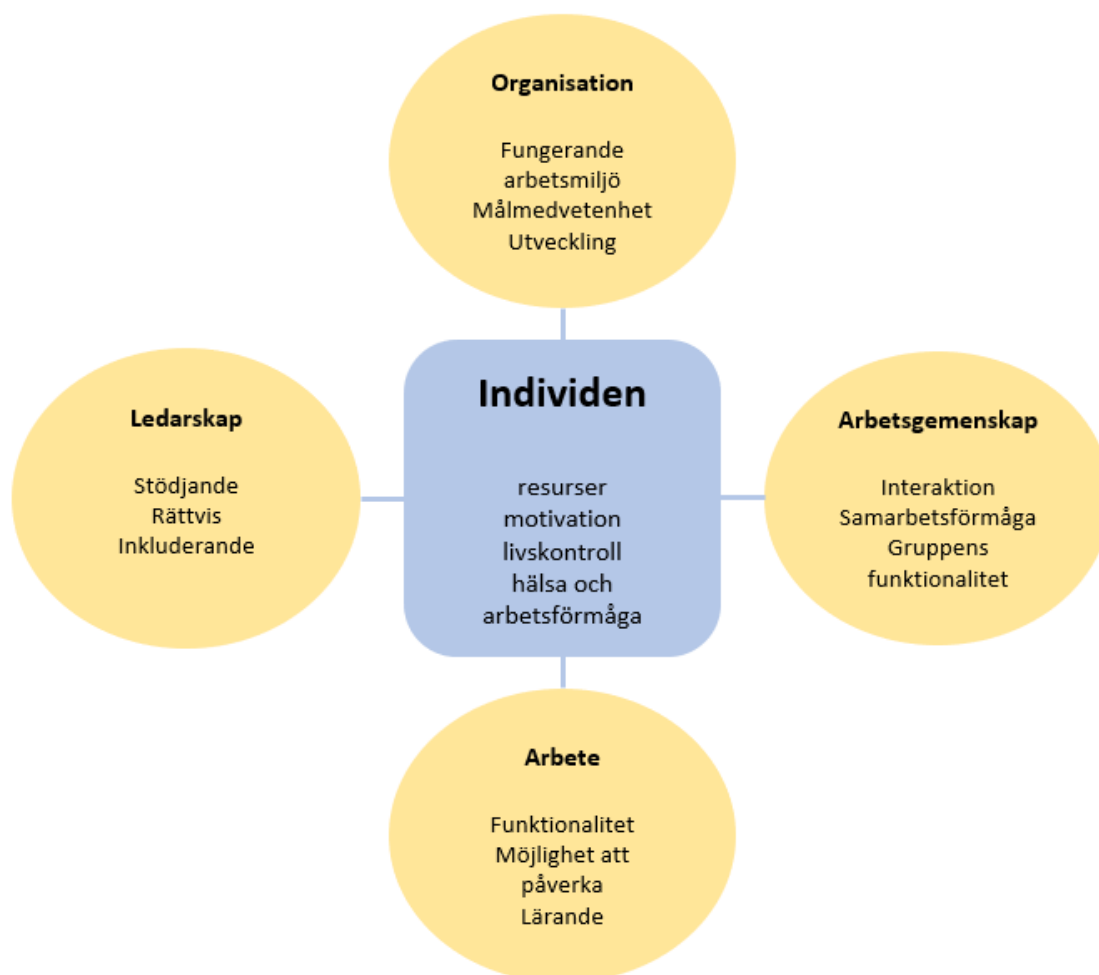 Organisation
Fungerande
arbetsmiljö
Målmedvetenhet
Utveckling
Ledarskap
Stödjande
Rättvis
Inkluderande
Individen
resurser
motivation
livskontroll
hälsa och
arbetsförmåga
Arbetsgemenskap
Interaktion
Samarbetsförmåga
Gruppens
funktionalitet
Arbete
Funktionalitet
Möjlighet att
påverka
Lärande